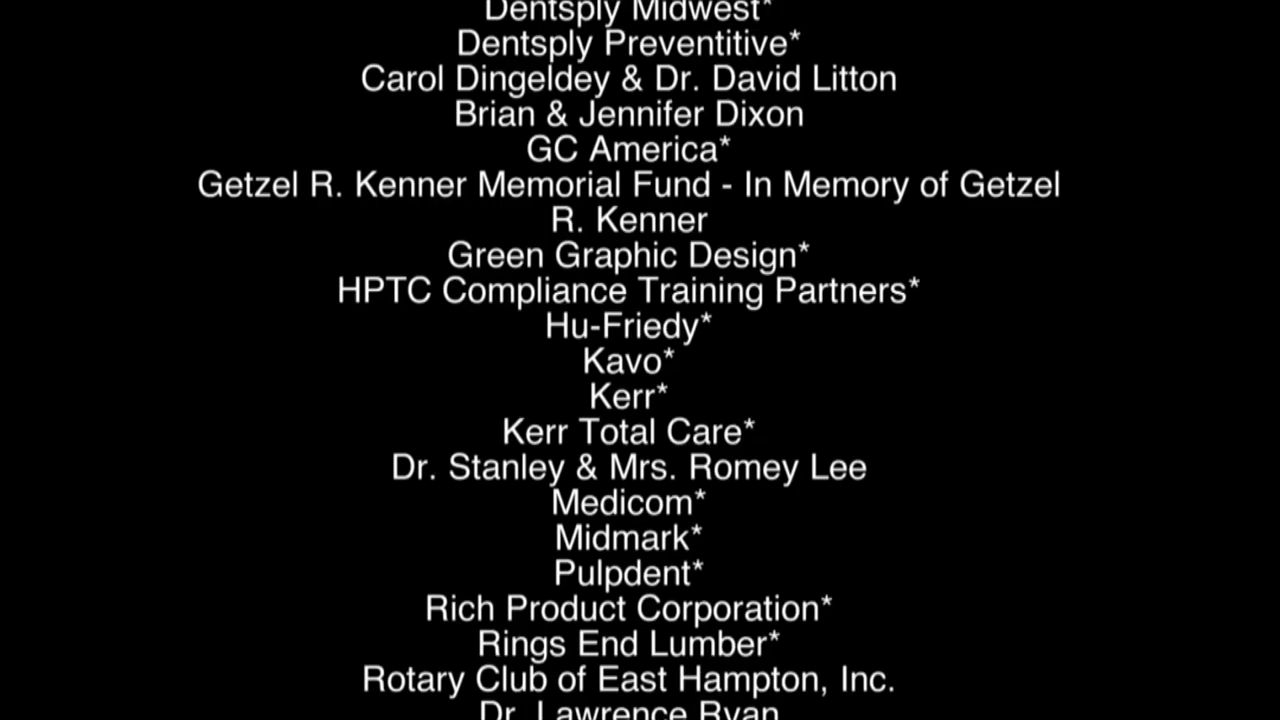 Dentsply Midwest*
Dentsply Preventitive*
Carol Dingeldey & Dr. David Litton
Brian & Jennifer Dixon
GC America*
Getzel R. Kenner Memorial Fund - In Memory of Getzel
R. Kenner
Green Graphic Design*
HPTC Compliance Training Partners*
Hu-Friedy*
Kavo*
Kerr*
Kerr Total Care*
Dr. Stanley & Mrs. Romey Lee
Medicom*
Midmark*
Pulpdent*
Rich Product Corporation*
Rings End Lumber*
Rotary Club of East Hampton, Inc.
Dr. Lawrence Ryan